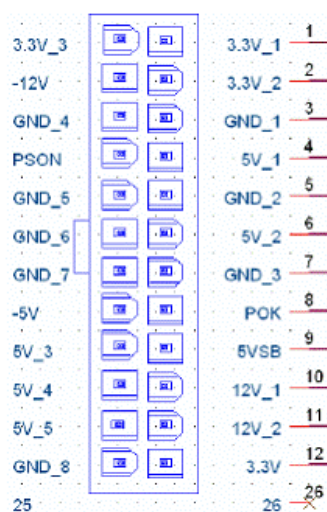 3.3V_3 3.3V_1 1
-12V 3.3V_2 2
GND_4 GND_1 3
PSON 5V_1 4
GND_5 GND_2 5
GND_6 5V_2 6
GND_7 GND_3 7
-5V POK 8
5V_3 5VSB 9
5V_4 12V_1 10
5V_5 12V_2 11
GND_8 3.3V 12
25 26 26